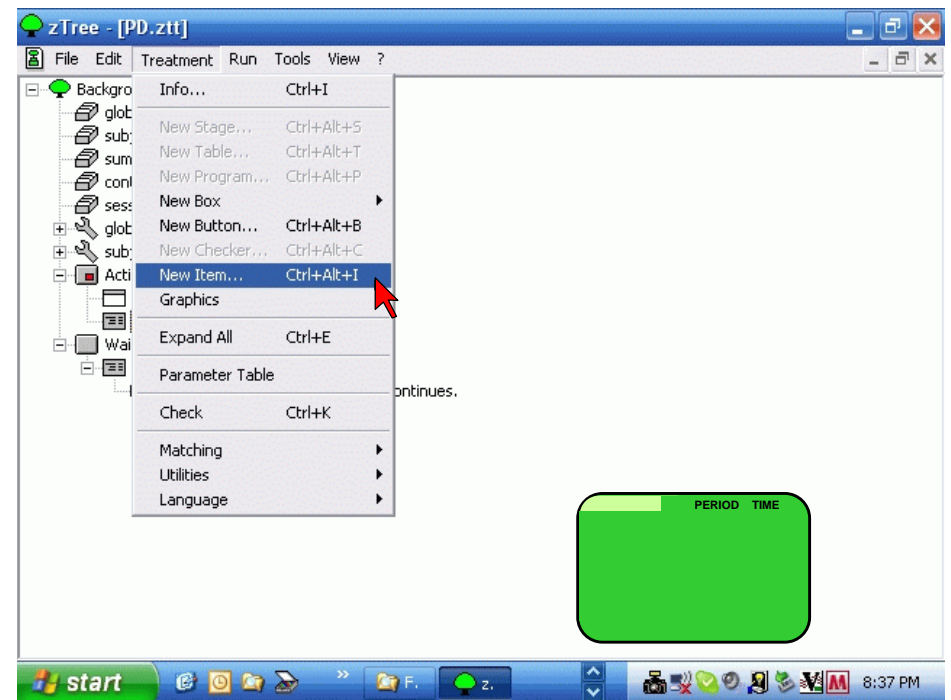 zTree - [PD.ztt]
File Edit Treatment Run Tools View ?
Backgro
glob
subj
sum
cont
sess
glob
subj
Acti
Wai
Info... Ctrl+I
New Stage... Ctrl+Alt+S
New Table... Ctrl+Alt+T
New Program... Ctrl+Alt+P
New Box
New Button... Ctrl+Alt+B
New Checker... Ctrl+Alt+C
New Item... Ctrl+Alt+I
Graphics
Expand All Ctrl+E
Parameter Table
Check Ctrl+K
Matching
Utilities
Language
ontinues.
PERIOD TIME
start F. z. 8:37 PM